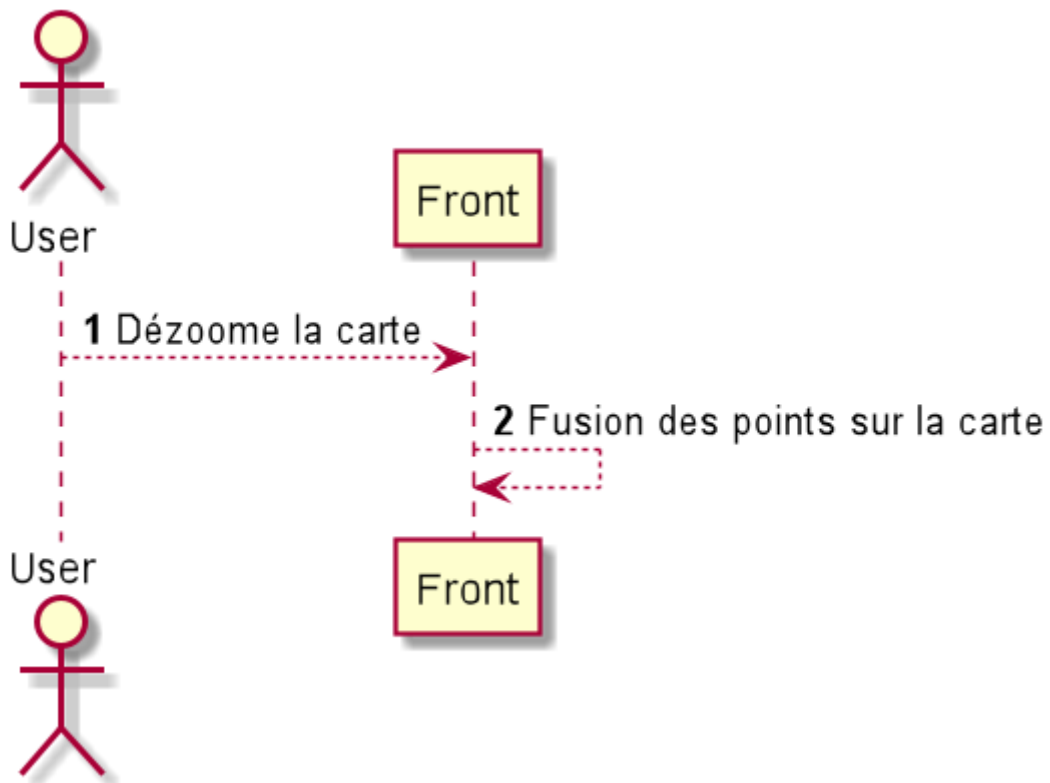 User
Front
1 Dézoome la carte
2 Fusion des points sur la carte
User
Front